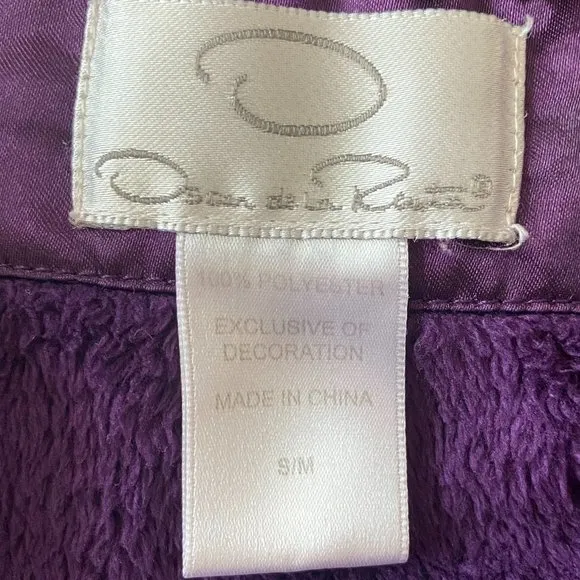 Oscar de la Renta®
100% POLYESTER
EXCLUSIVE OF
DECORATION
MADE IN CHINA
S/M